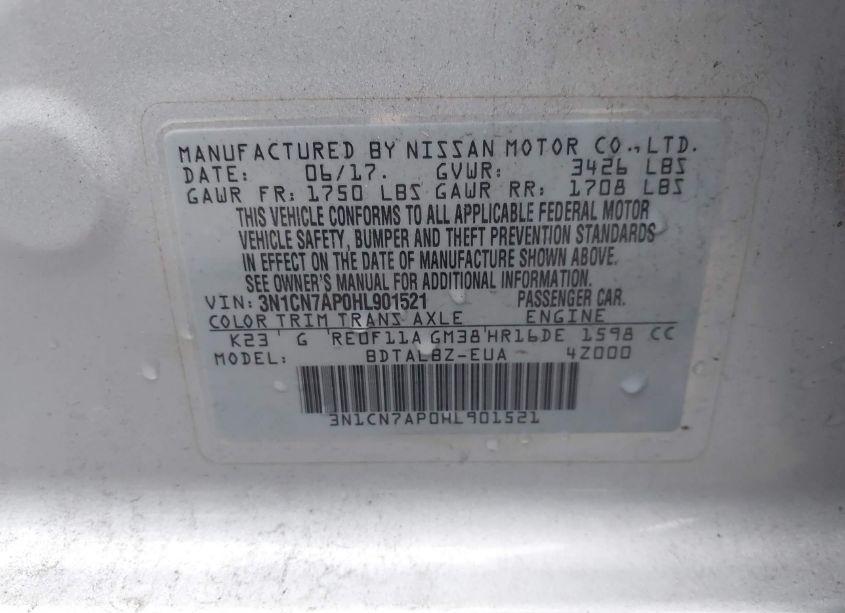 MANUFACTURED BY NISSAN MOTOR CO., LTD.
DATE: 06/17. GVWR: 3426 LBS
GAWR FR: 1750 LBS GAWR RR: 1708 LBS
THIS VEHICLE CONFORMS TO ALL APPLICABLE FEDERAL MOTOR
VEHICLE SAFETY, BUMPER AND THEFT PREVENTION STANDARDS
IN EFFECT ON THE DATE OF MANUFACTURE SHOWN ABOVE.
SEE OWNER'S MANUAL FOR ADDITIONAL INFORMATION.
VIN: 3N1CN7AP0HL901521 PASSENGER CAR.
COLOR TRIM TRANS AXLE ENGINE
K23 G RE0F11A GM38 HR16DE 1598 CC
MODEL: BDTALBZ-EUA 4Z000
3N1CN7AP0HL901521